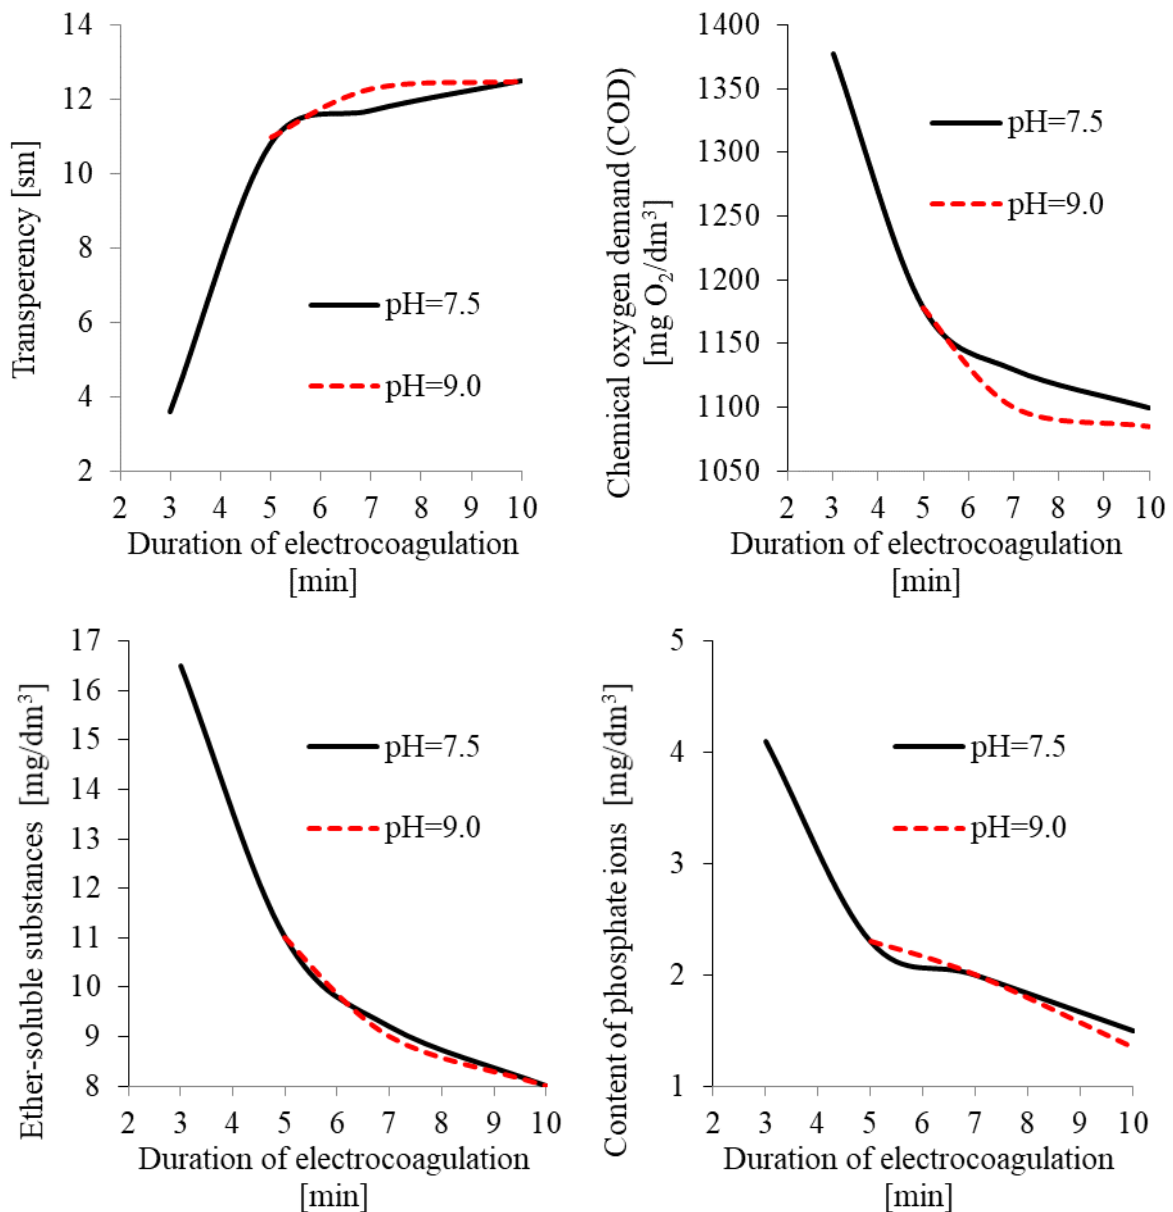 Transperency [sm]
14
12
10
8
6
4
2
2 3 4 5 6 7 8 9 10
pH=7.5
pH=9.0
Duration of electrocoagulation
[min]
Chemical oxygen demand (COD)
[mg O₂/dm³]
1400
1350
1300
1250
1200
1150
1100
1050
2 3 4 5 6 7 8 9 10
pH=7.5
pH=9.0
Duration of electrocoagulation
[min]
Ether-soluble substances [mg/dm³]
17
16
15
14
13
12
11
10
9
8
2 3 4 5 6 7 8 9 10
pH=7.5
pH=9.0
Duration of electrocoagulation
[min]
Content of phosphate ions [mg/dm³]
5
4
3
2
1
2 3 4 5 6 7 8 9 10
pH=7.5
pH=9.0
Duration of electrocoagulation
[min]